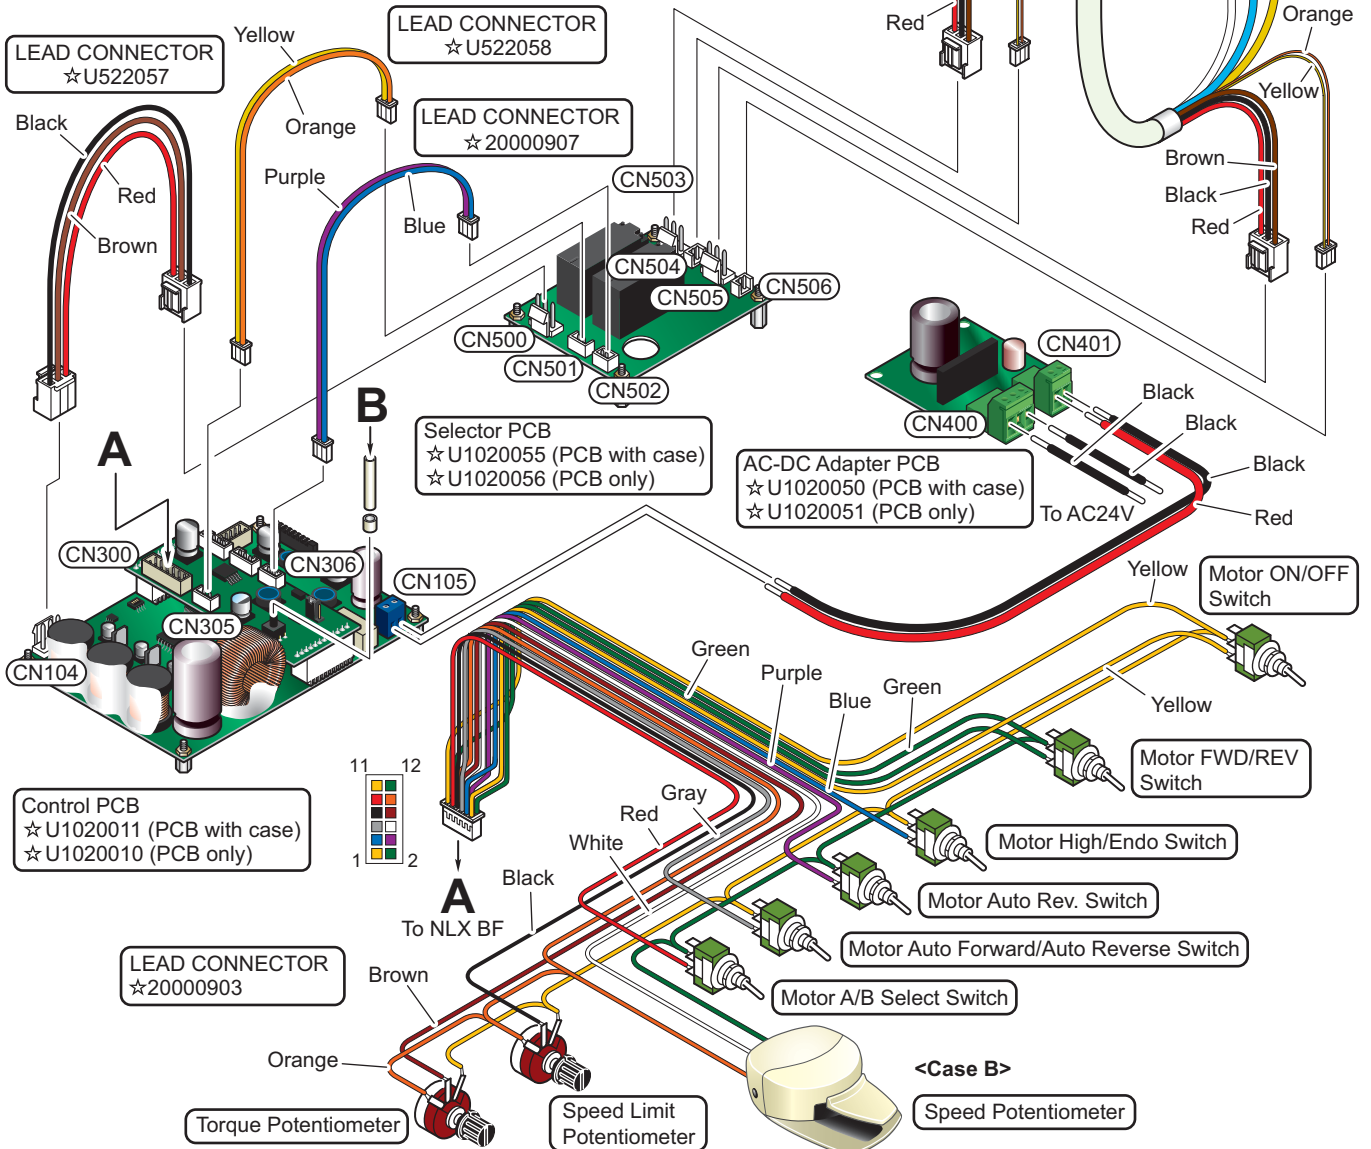 LEAD CONNECTOR
☆U522057
Yellow
LEAD CONNECTOR
☆U522058
Red
Orange
Yellow
Black
Orange
LEAD CONNECTOR
☆20000907
Red
Brown
Purple
Blue
CN503
Brown
Black
Red
CN504
CN505
CN506
CN500
CN501
CN502
CN401
CN400
Black
Black
Black
Red
To AC24V
A
B
Selector PCB
☆U1020055 (PCB with case)
☆U1020056 (PCB only)
AC-DC Adapter PCB
☆U1020050 (PCB with case)
☆U1020051 (PCB only)
CN300
CN306
CN105
CN305
CN104
Yellow
Motor ON/OFF
Switch
Green
Purple
Blue
Green
Yellow
Motor FWD/REV
Switch
11
12
1
2
Control PCB
☆U1020011 (PCB with case)
☆U1020010 (PCB only)
Gray
Red
White
Black
Motor High/Endo Switch
Motor Auto Rev. Switch
A
To NLX BF
Motor Auto Forward/Auto Reverse Switch
LEAD CONNECTOR
☆20000903
Brown
Motor A/B Select Switch
Orange
<Case B>
Torque Potentiometer
Speed Limit
Potentiometer
Speed Potentiometer